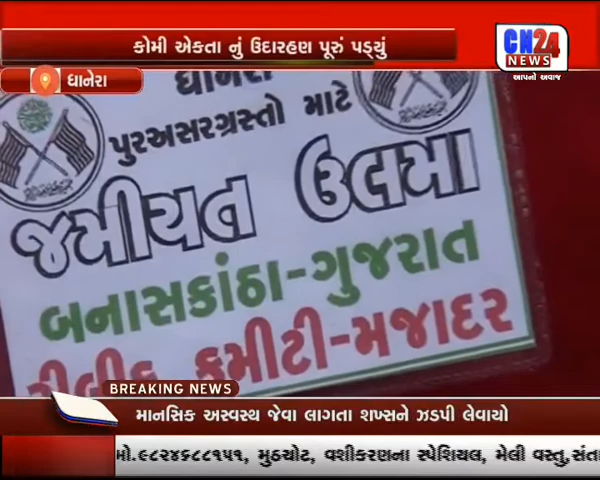 કોમી એકતા નું ઉદારહણ પૂરું પડ્યું
CN24
NEWS
આપનો અવાજ
ધાનેરા
ધાનેરા
પુરઅસરગ્રસ્તો માટે
જમીયત ઉલમા
બનાસકાંઠા-ગુજરાત
રીલીફ કમીટી-મજાદર
BREAKING NEWS
માનસિક અસ્વસ્થ જેવા લાગતા શખ્સને ઝડપી લેવાયો
મો.૯૮૨૪૬૮૮૧૫૧, મુઠચોટ, વશીકરણના સ્પેશિયલ, મેલી વસ્તુ,